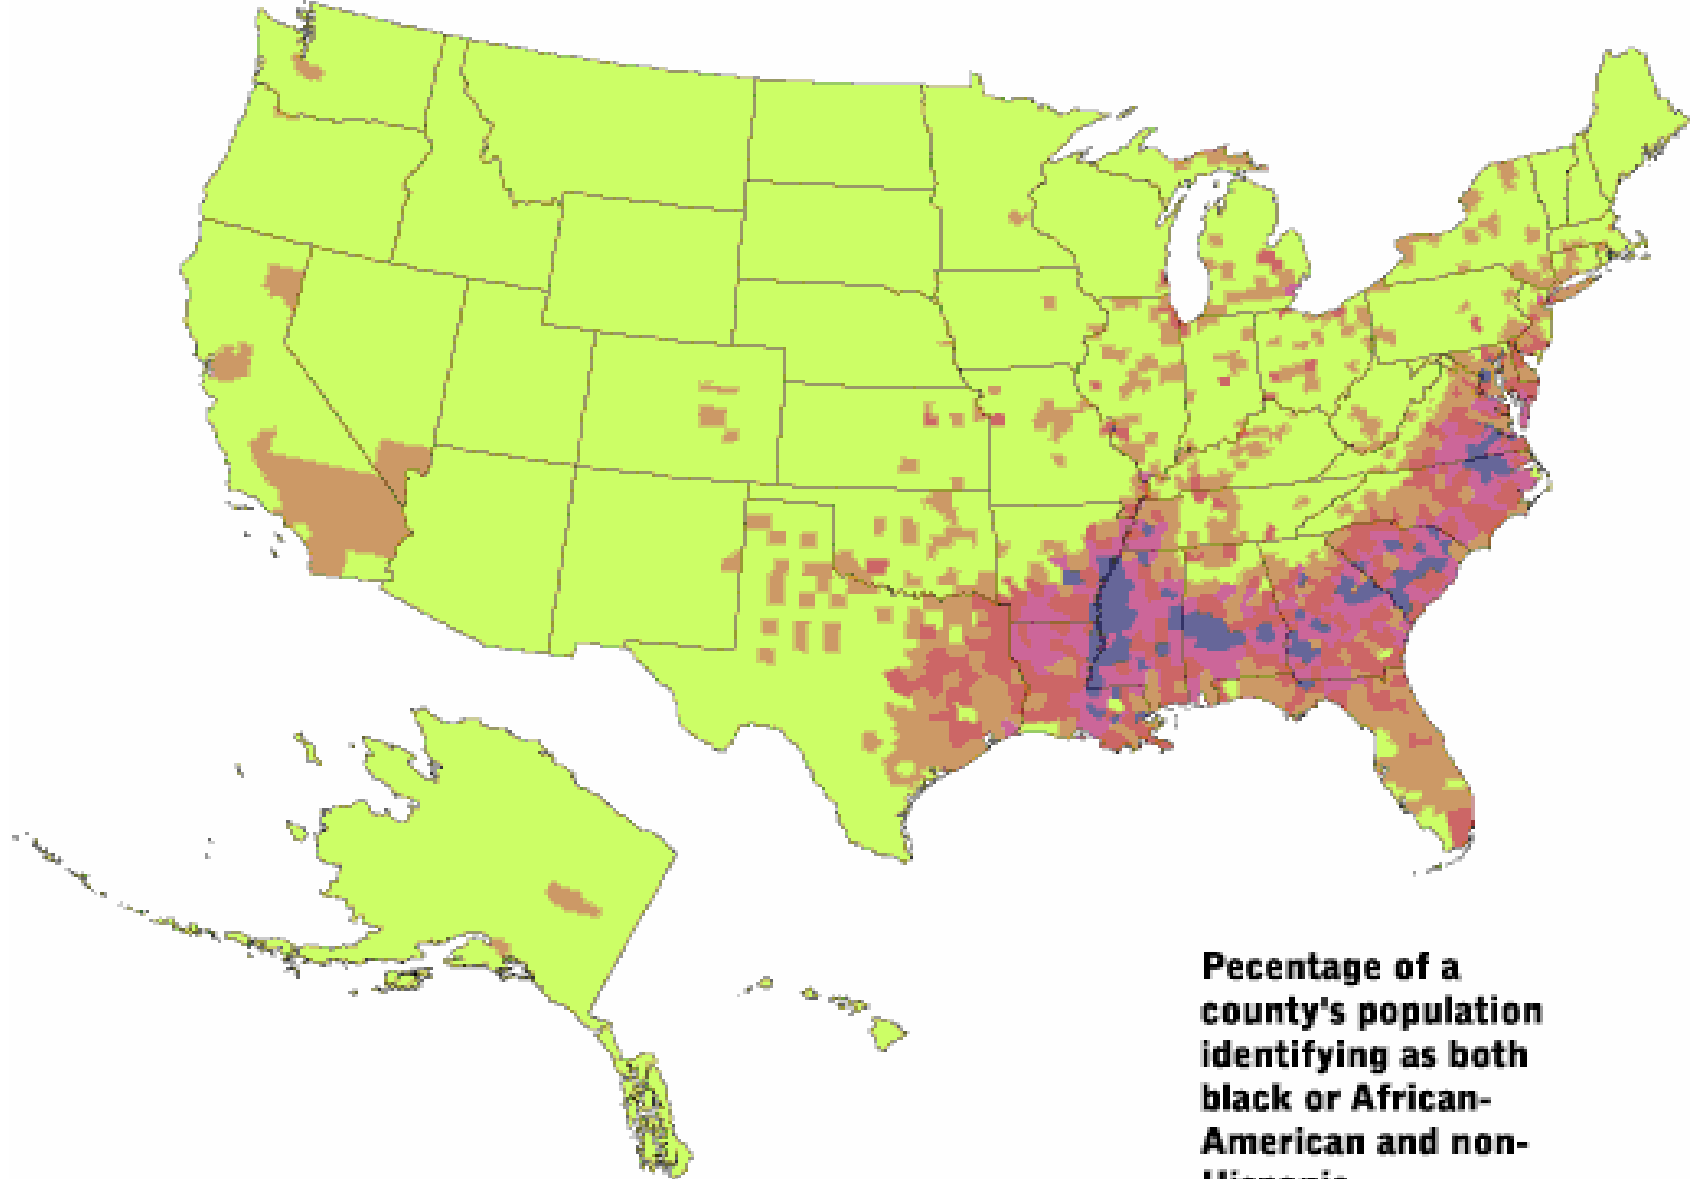 Pecentage of a
county's population
identifying as both
black or African-
American and non-